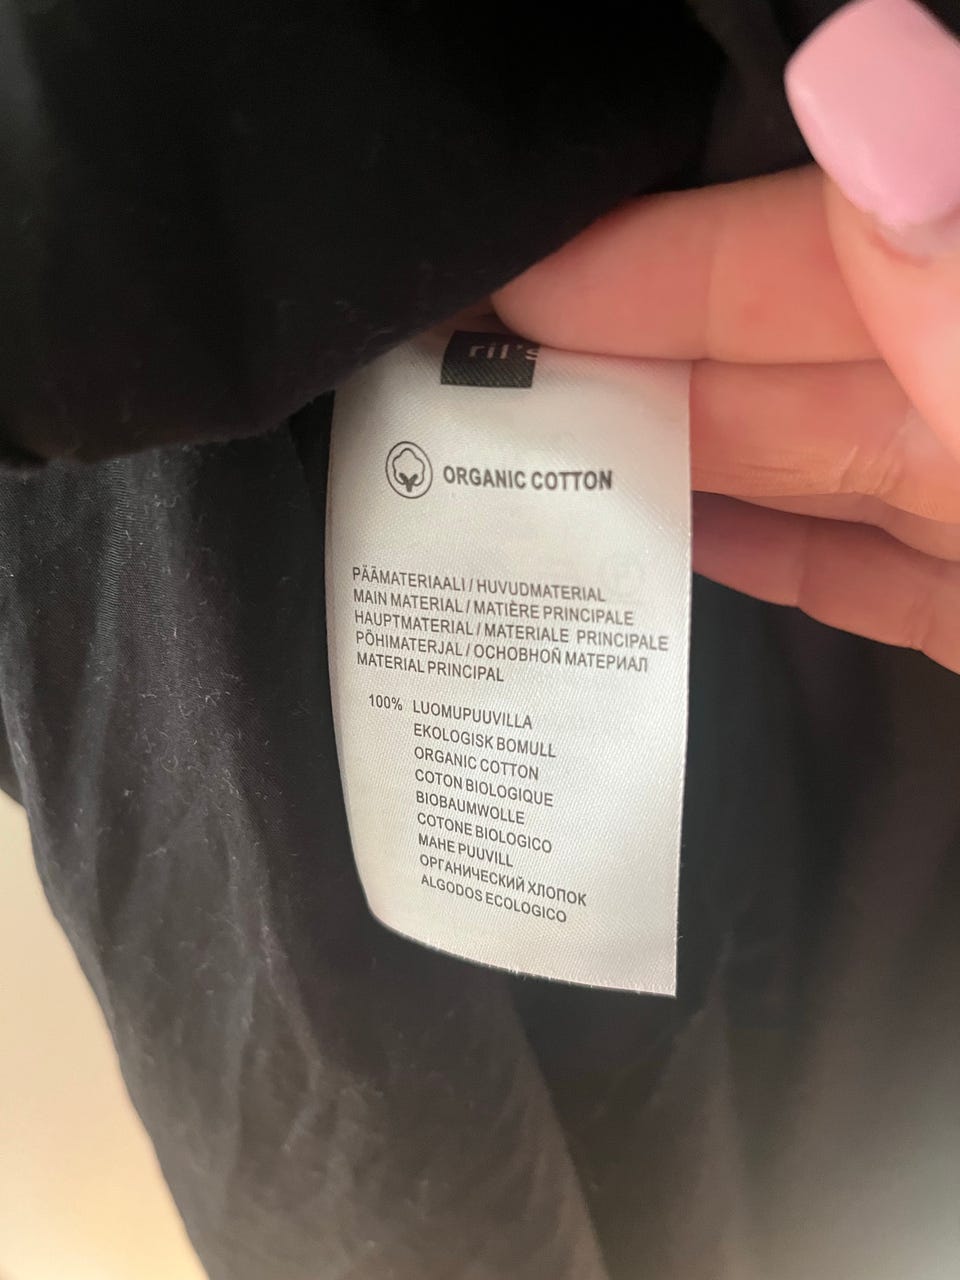 ril's
ORGANIC COTTON
PÄÄMATERIAALI / HUVUDMATERIAL
MAIN MATERIAL / MATIÈRE PRINCIPALE
HAUPTMATERIAL / MATERIALE PRINCIPALE
PÕHIMATERJAL / ОСНОВНОЙ МАТЕРИАЛ
MATERIAL PRINCIPAL
100% LUOMUPUUVILLA
EKOLOGISK BOMULL
ORGANIC COTTON
COTON BIOLOGIQUE
BIOBAUMWOLLE
COTONE BIOLOGICO
MAHE PUUVILL
ОРГАНИЧЕСКИЙ ХЛОПОК
ALGODOS ECOLOGICO